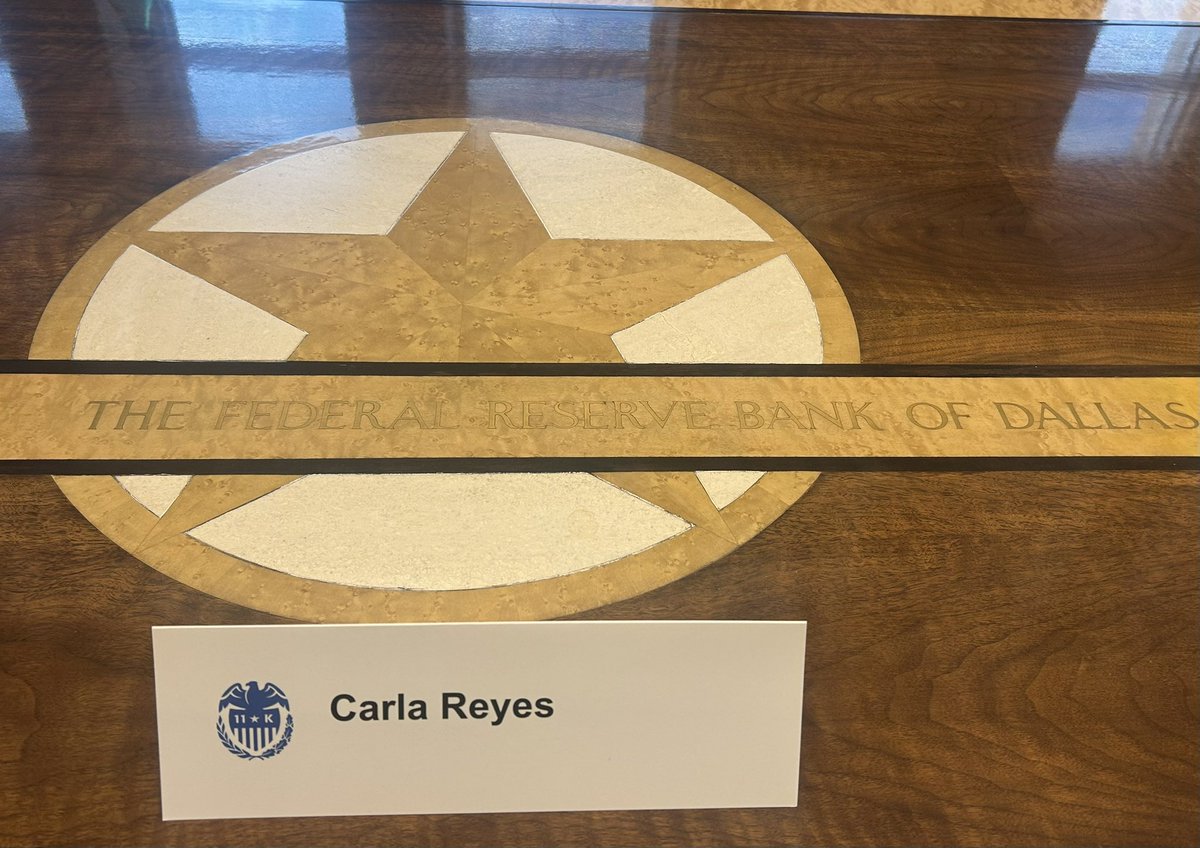 THE FEDERAL RESERVE BANK OF DALLAS
11 ★ K
Carla Reyes